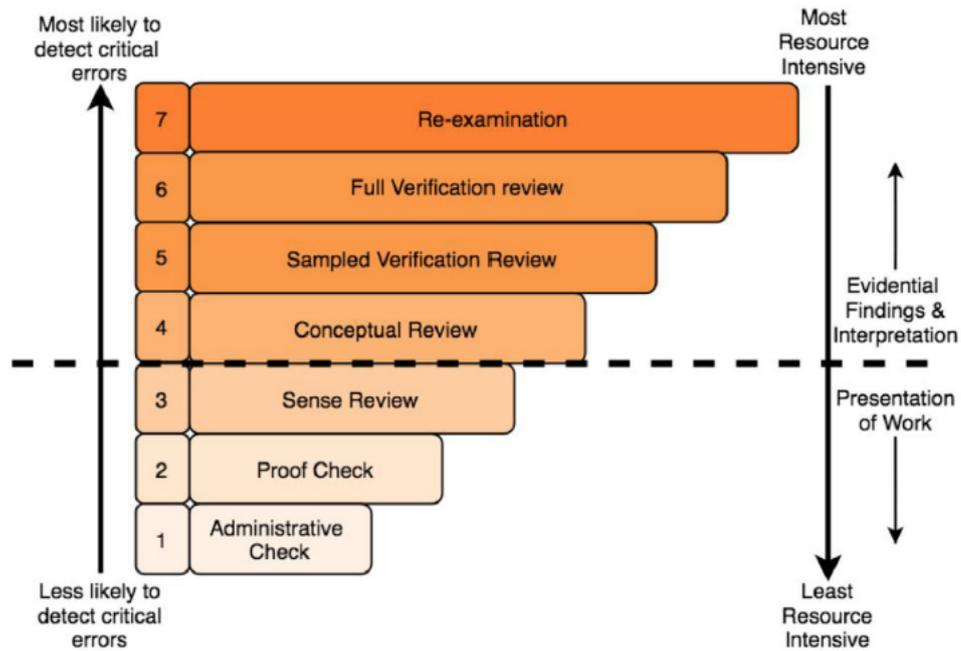 Most likely to
detect critical
errors
Most
Resource
Intensive
7
Re-examination
6
Full Verification review
5
Sampled Verification Review
4
Conceptual Review
Evidential
Findings &
Interpretation
3
Sense Review
Presentation
of Work
2
Proof Check
1
Administrative
Check
Less likely to
detect critical
errors
Least
Resource
Intensive